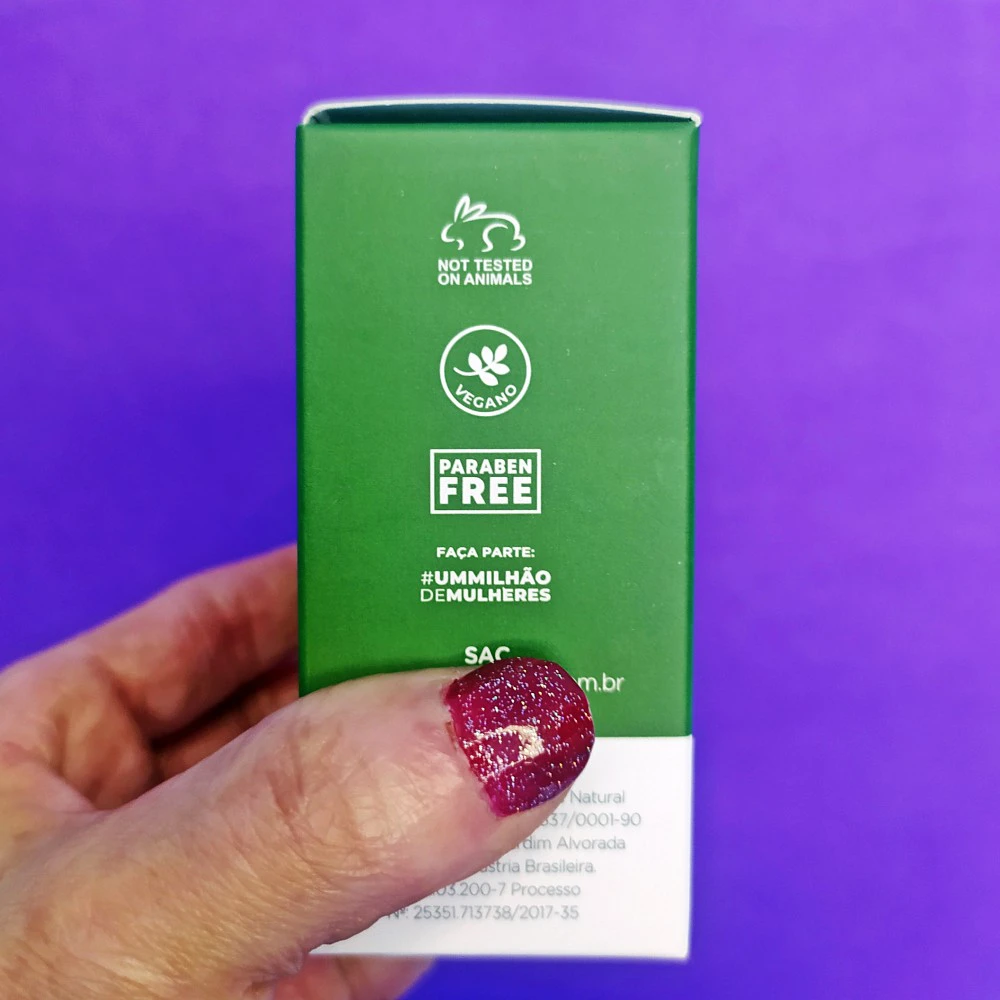 NOT TESTED
ON ANIMALS
VEGANO
PARABEN
FREE
FAÇA PARTE:
#UMMILHÃO
DEMULHERES
SAC
m.br
Natural
337/0001-90
rdim Alvorada
ústria Brasileira.
03.200-7 Processo
Nº: 25351.713738/2017-35